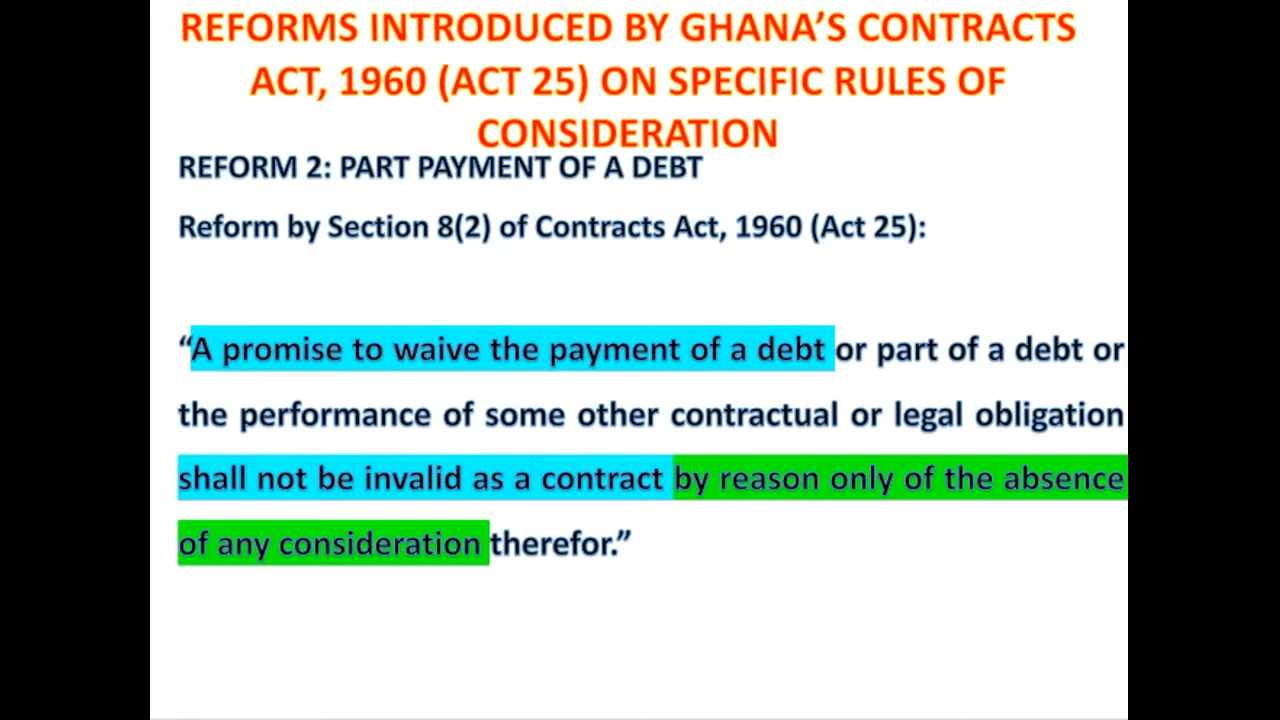 REFORMS INTRODUCED BY GHANA’S CONTRACTS
ACT, 1960 (ACT 25) ON SPECIFIC RULES OF
CONSIDERATION
REFORM 2: PART PAYMENT OF A DEBT
Reform by Section 8(2) of Contracts Act, 1960 (Act 25):
“A promise to waive the payment of a debt or part of a debt or
the performance of some other contractual or legal obligation
shall not be invalid as a contract by reason only of the absence
of any consideration therefor.”